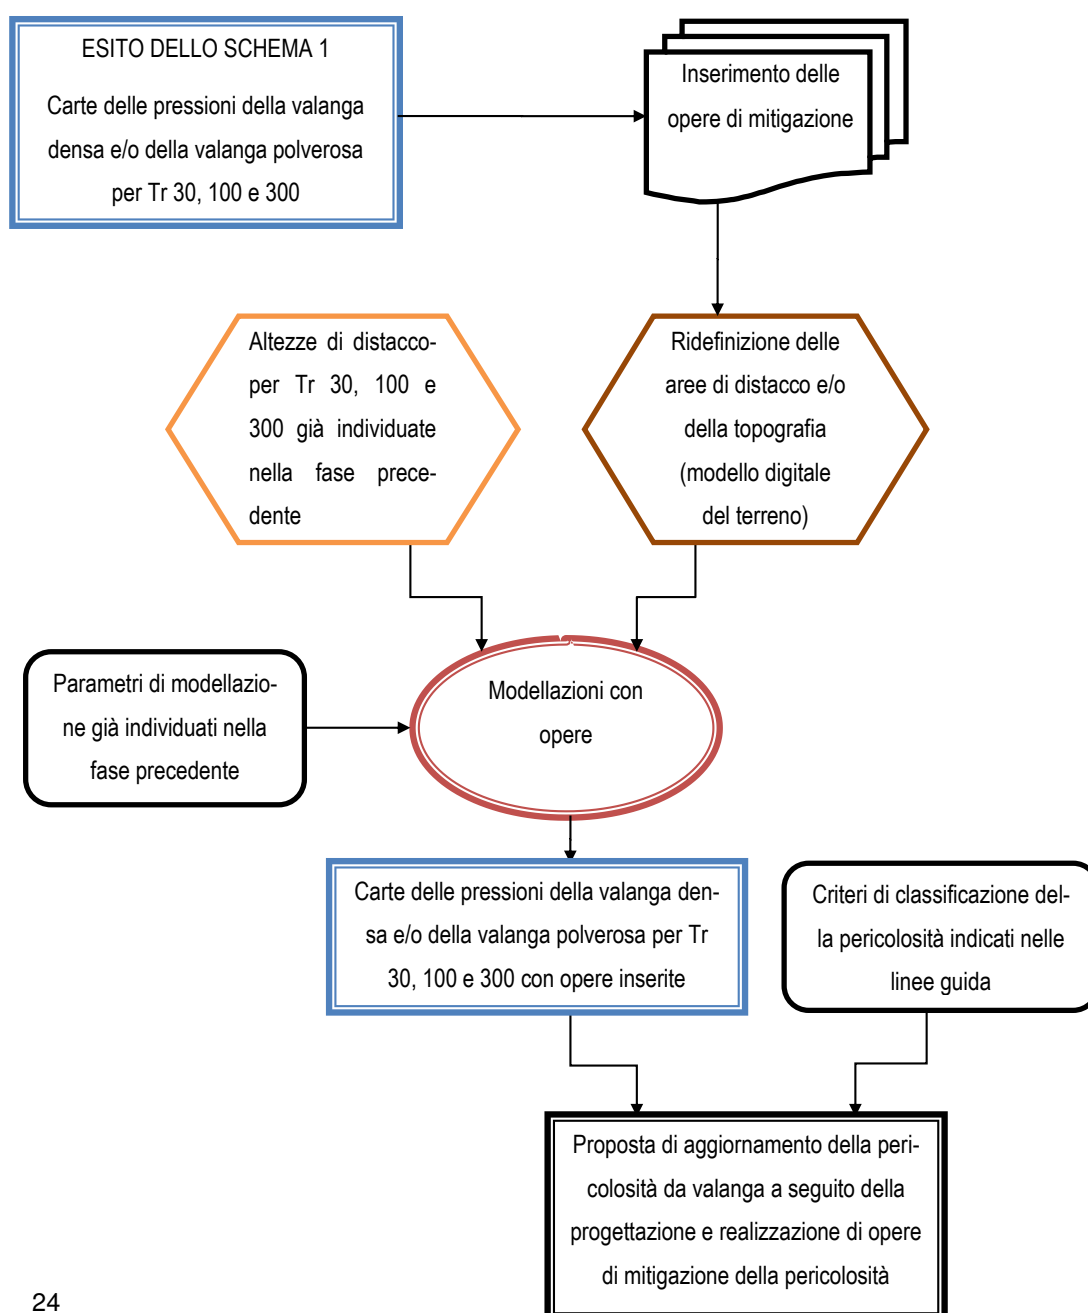 ESITO DELLO SCHEMA 1
Carte delle pressioni della valanga
densa e/o della valanga polverosa
per Tr 30, 100 e 300
Inserimento delle
opere di mitigazione
Altezze di distacco-
per Tr 30, 100 e
300 già individuate
nella fase prece-
dente
Ridefinizione delle
aree di distacco e/o
della topografia
(modello digitale
del terreno)
Parametri di modellazio-
ne già individuati nella
fase precedente
Modellazioni con
opere
Carte delle pressioni della valanga den-
sa e/o della valanga polverosa per Tr
30, 100 e 300 con opere inserite
Criteri di classificazione del-
la pericolosità indicati nelle
linee guida
Proposta di aggiornamento della peri-
colosità da valanga a seguito della
progettazione e realizzazione di opere
di mitigazione della pericolosità
24